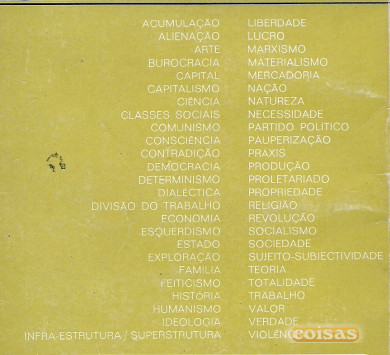 ACUMULAÇÃO LIBERDADE
ALIENAÇÃO LUCRO
ARTE MARXISMO
BUROCRACIA MATERIALISMO
CAPITAL MERCADORIA
CAPITALISMO NAÇÃO
CIÊNCIA NATUREZA
CLASSES SOCIAIS NECESSIDADE
COMUNISMO PARTIDO POLÍTICO
CONSCIÊNCIA PAUPERIZAÇÃO
CONTRADIÇÃO PRAXIS
DEMOCRACIA PRODUÇÃO
DETERMINISMO PROLETARIADO
DIALÉCTICA PROPRIEDADE
DIVISÃO DO TRABALHO RELIGIÃO
ECONOMIA REVOLUÇÃO
ESQUERDISMO SOCIALISMO
ESTADO SOCIEDADE
EXPLORAÇÃO SUJEITO-SUBJECTIVIDADE
FAMÍLIA TEORIA
FEITICISMO TOTALIDADE
HISTÓRIA TRABALHO
HUMANISMO VALOR
IDEOLOGIA VERDADE
INFRA-ESTRUTURA / SUPERSTRUTURA
coisas